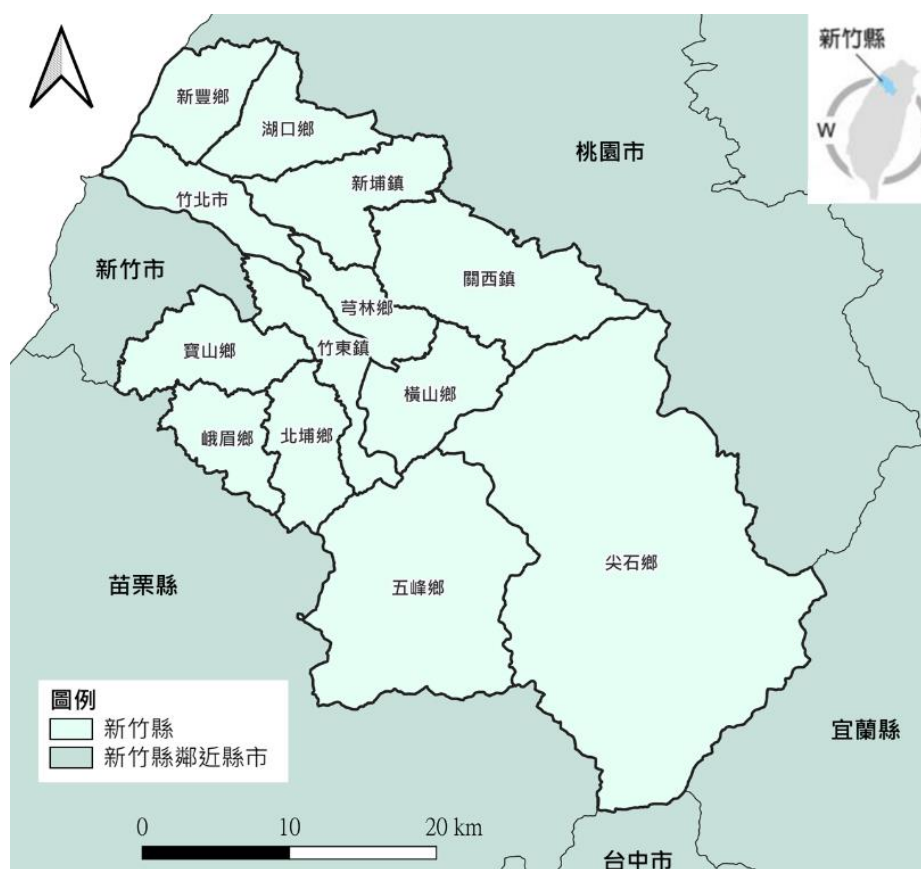 新竹縣
W
新豐鄉
湖口鄉
桃園市
新埔鎮
竹北市
新竹市
關西鎮
芎林鄉
竹東鎮
寶山鄉
橫山鄉
峨眉鄉
北埔鄉
尖石鄉
五峰鄉
苗栗縣
圖例
新竹縣
新竹縣鄰近縣市
宜蘭縣
0 10 20 km
台中市